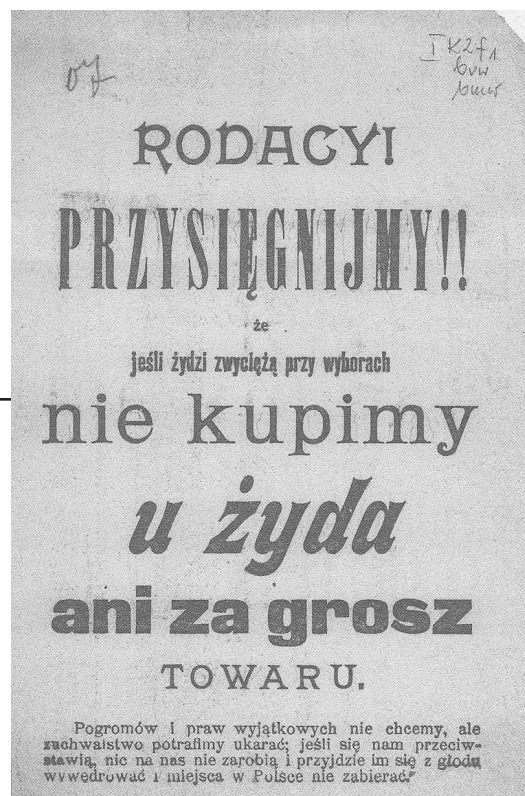 07
I K2f1
RODACY!
PRZYSIĘGNIJMY!!
że
jeśli żydzi zwyciężą przy wyborach
nie kupimy
u żyda
ani za grosz
TOWARU.
Pogromów i praw wyjątkowych nie chcemy, ale
zuchwalstwo potrafimy ukarać; jeśli się nam przeciw-
stawią, nic na nas nie zarobią i przyjdzie im się z głodu
wywędrować i miejsca w Polsce nie zabierać."